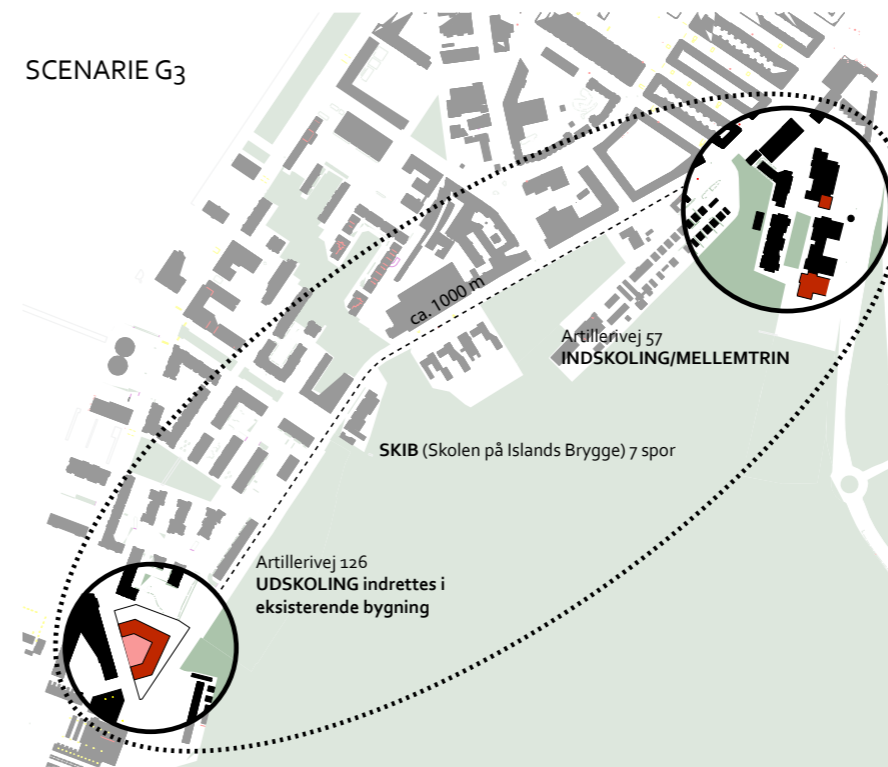 SCENARIE G3
ca. 1000 m
Artillerivej 57
INDSKOLING/MELLEMTRIN
SKIB (Skolen på Islands Brygge) 7 spor
Artillerivej 126
UDSKOLING indrettes i
eksisterende bygning